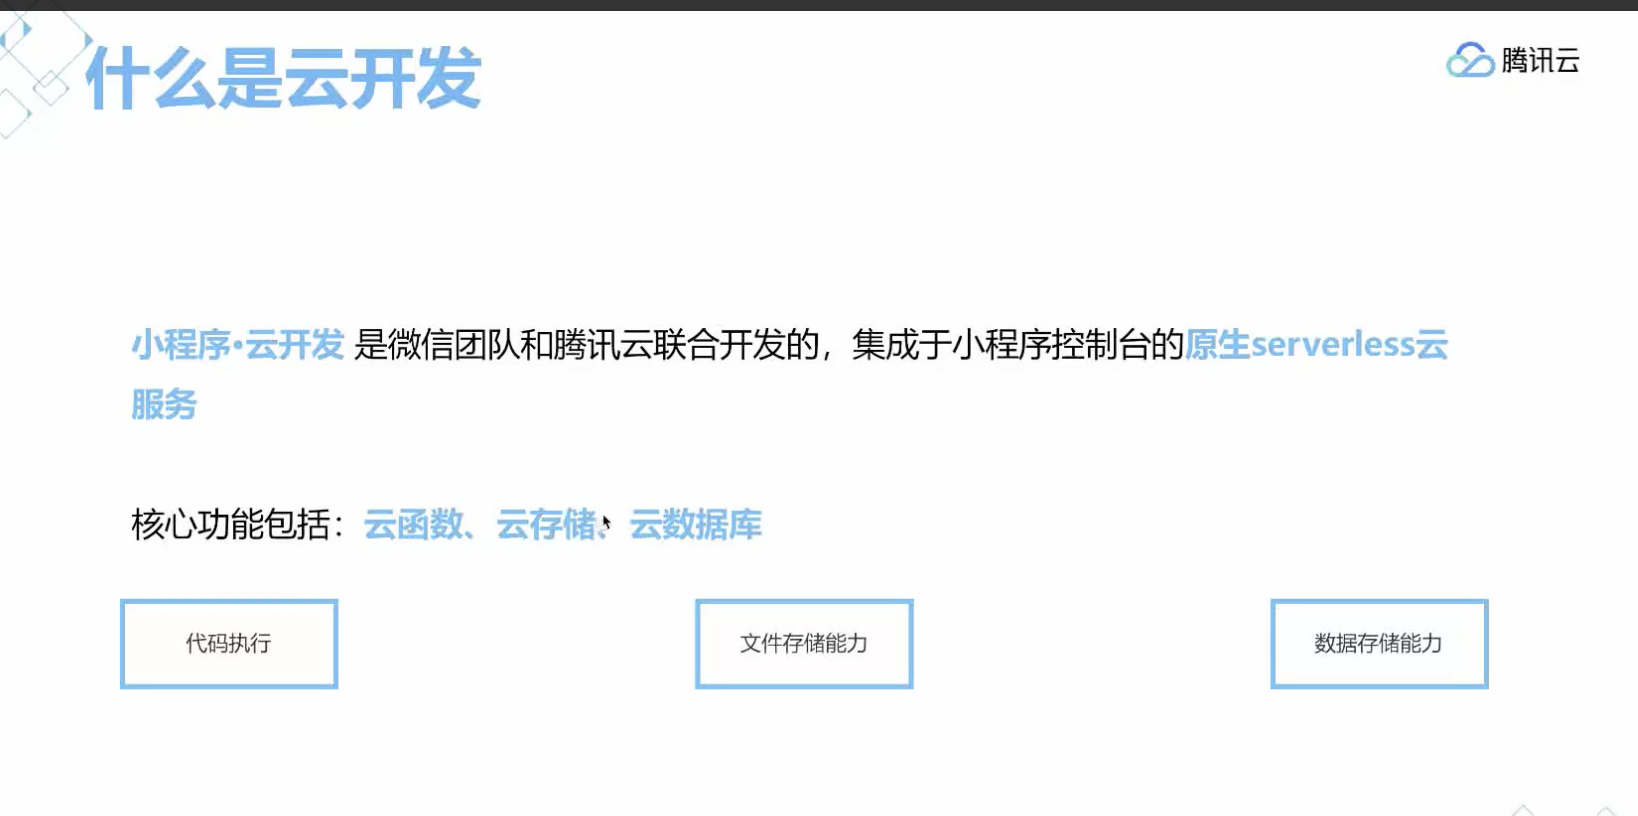 什么是云开发
腾讯云
小程序·云开发 是微信团队和腾讯云联合开发的，集成于小程序控制台的原生serverless云
服务
核心功能包括：云函数、云存储、云数据库
代码执行
文件存储能力
数据存储能力